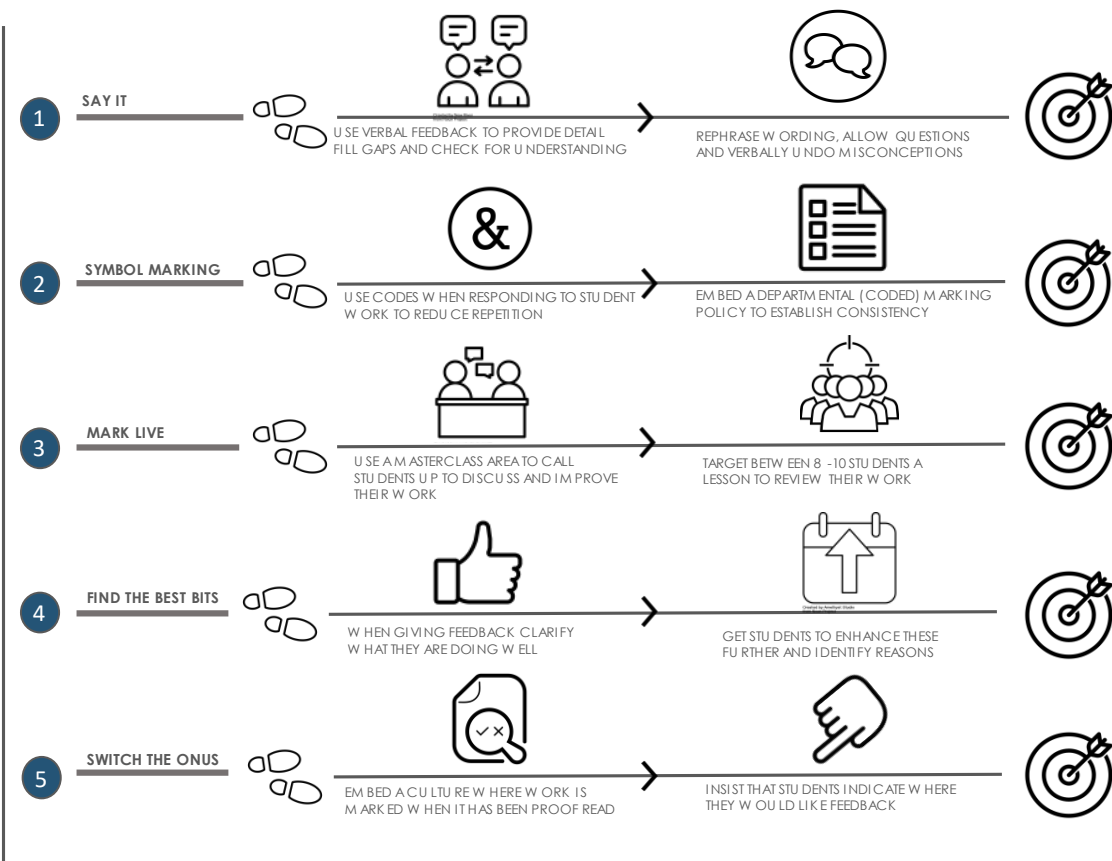 1
SAY IT
USE VERBAL FEEDBACK TO PROVIDE DETAIL
FILL GAPS AND CHECK FOR UNDERSTANDING
REPHRASE WORDING, ALLOW QUESTIONS
AND VERBALLY UNDO MISCONCEPTIONS
&
2
SYMBOL MARKING
USE CODES WHEN RESPONDING TO STUDENT
WORK TO REDUCE REPETITION
EMBED A DEPARTMENTAL (CODED) MARKING
POLICY TO ESTABLISH CONSISTENCY
3
MARK LIVE
USE A MASTERCLASS AREA TO CALL
STUDENTS UP TO DISCUSS AND IMPROVE
THEIR WORK
TARGET BETWEEN 8 -10 STUDENTS A
LESSON TO REVIEW THEIR WORK
4
FIND THE BEST BITS
WHEN GIVING FEEDBACK CLARIFY
WHAT THEY ARE DOING WELL
Created by Amethyst Studio
GET STUDENTS TO ENHANCE THESE
FURTHER AND IDENTIFY REASONS
5
SWITCH THE ONUS
EMBED A CULTURE WHERE WORK IS
MARKED WHEN IT HAS BEEN PROOF READ
INSIST THAT STUDENTS INDICATE WHERE
THEY WOULD LIKE FEEDBACK